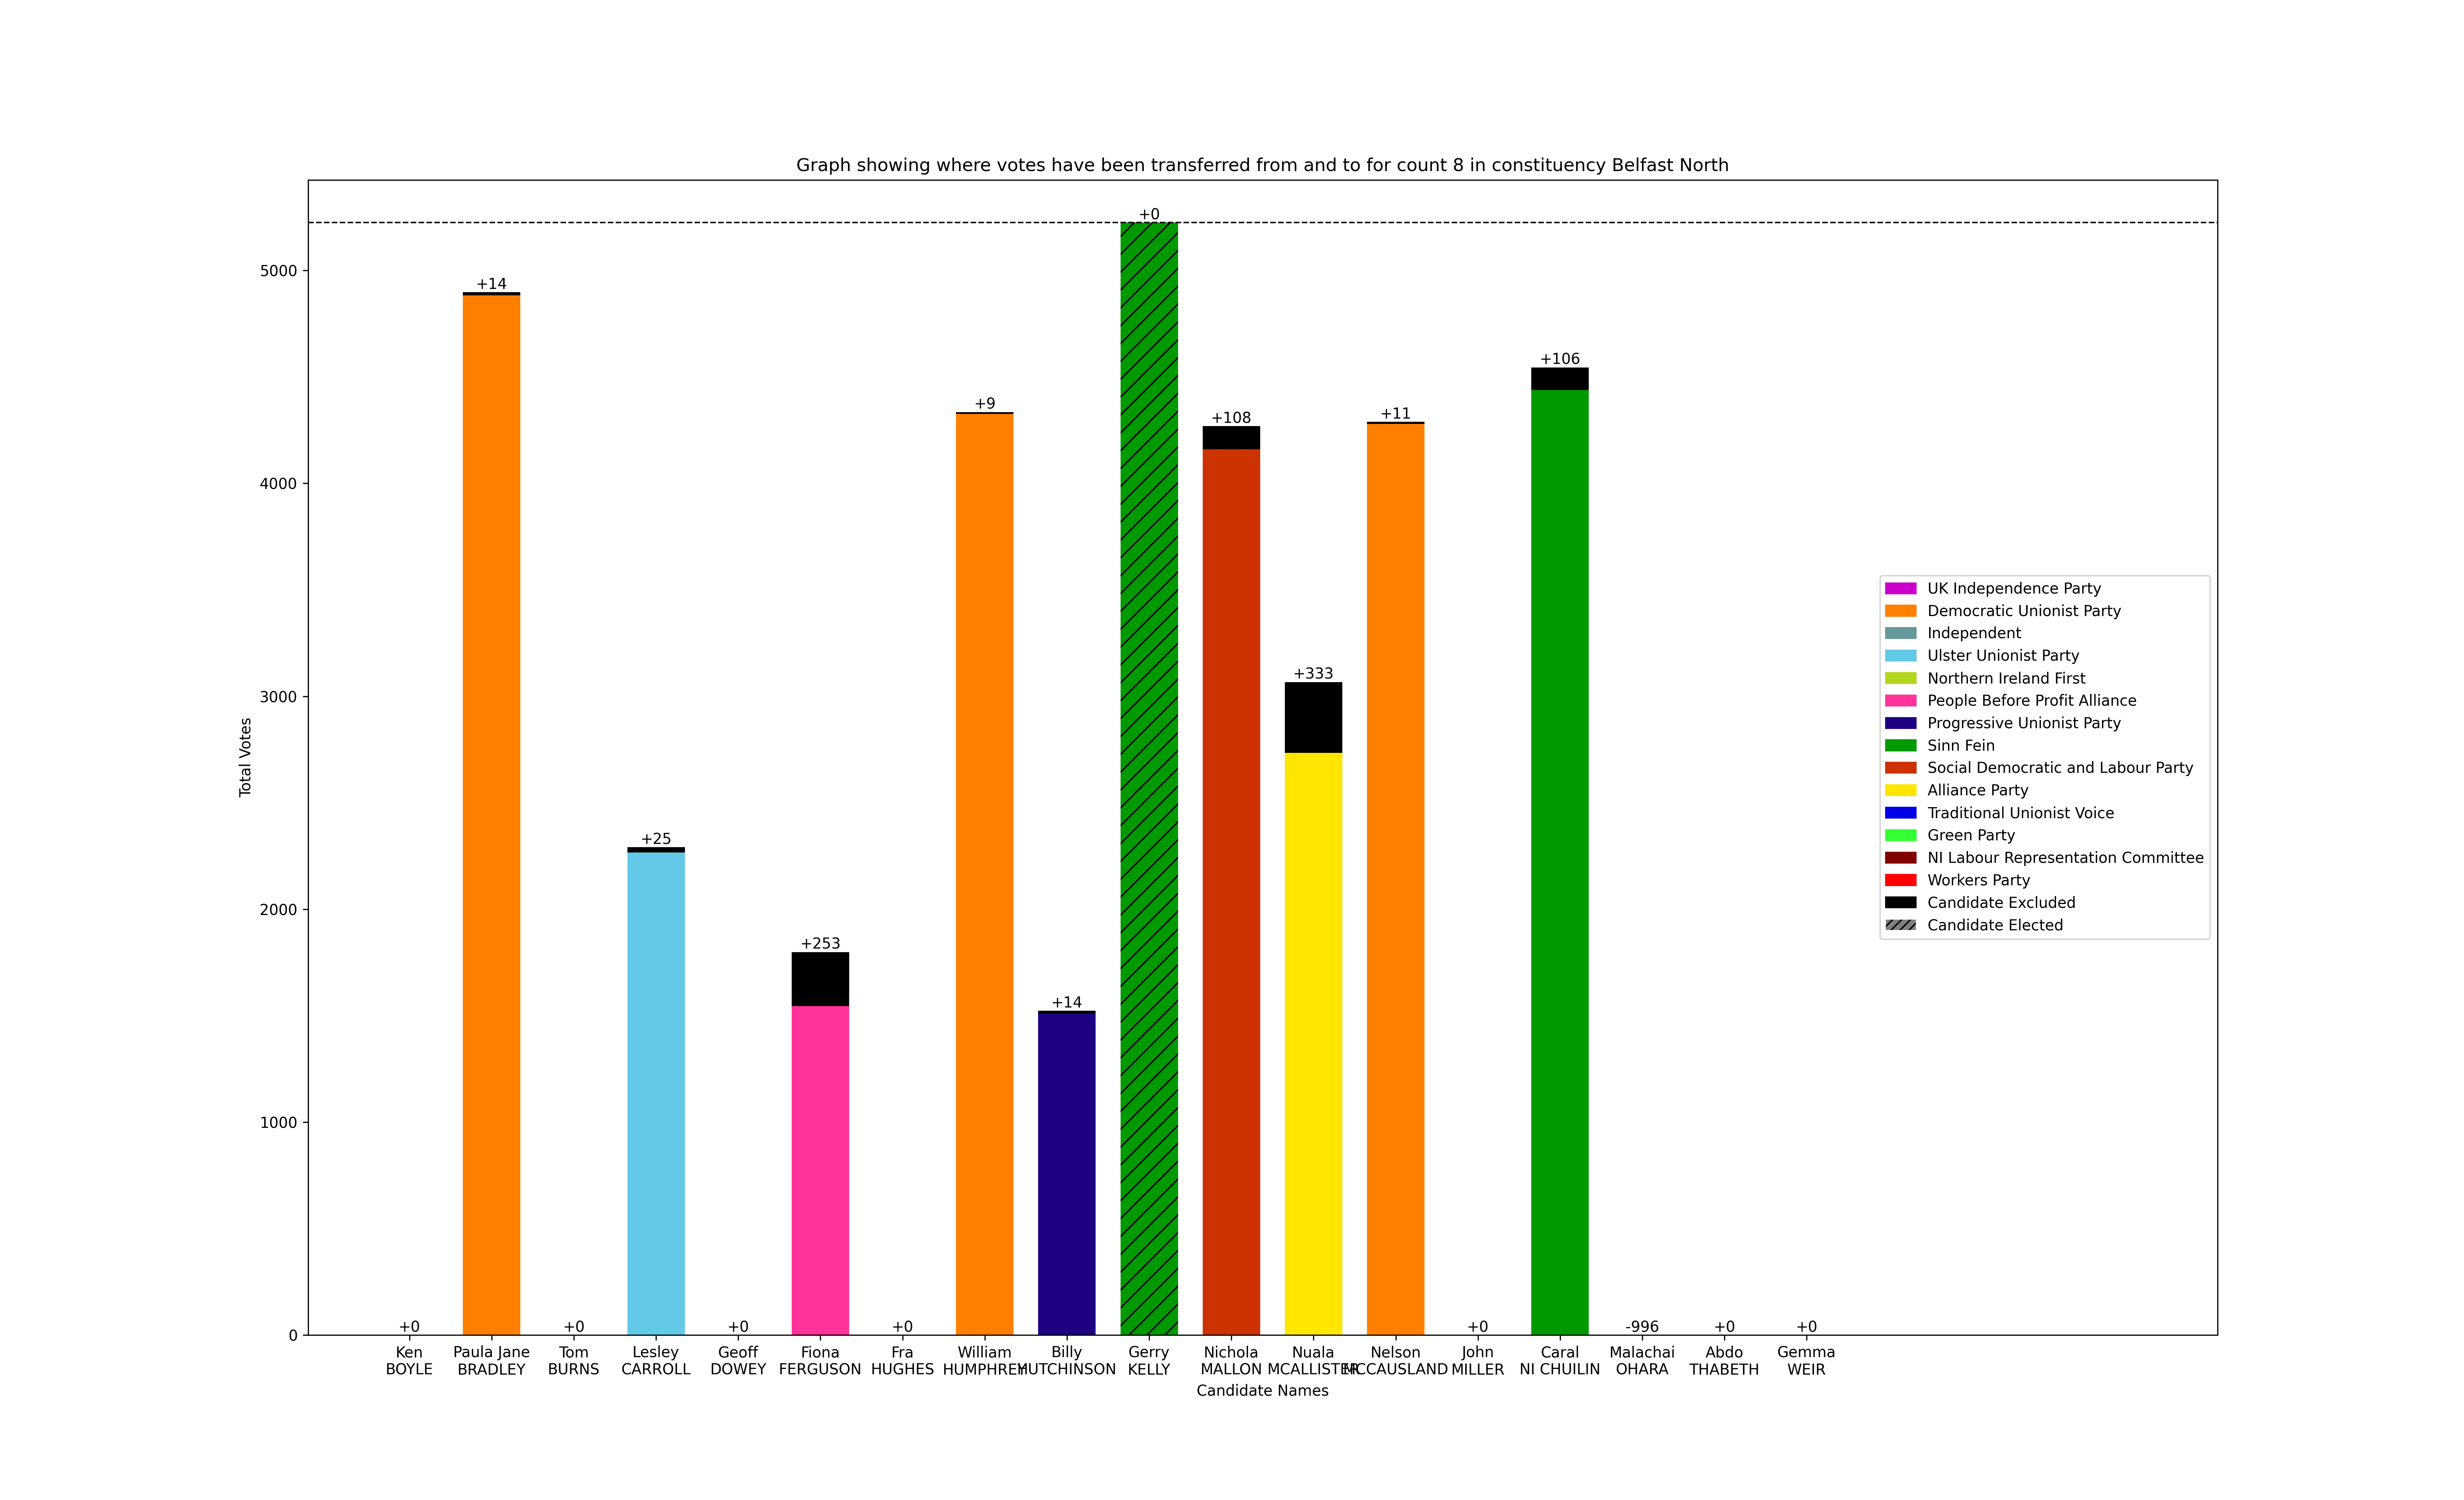 Graph showing where votes have been transferred from and to for count 8 in constituency Belfast North
Total Votes
5000
4000
3000
2000
1000
0
+0
+14
+0
+25
+0
+253
+0
+9
+14
+0
+108
+333
+11
+0
+106
-996
+0
+0
Ken
BOYLE
Paula Jane
BRADLEY
Tom
BURNS
Lesley
CARROLL
Geoff
DOWEY
Fiona
FERGUSON
Fra
HUGHES
William
HUMPHREY
Billy
HUTCHINSON
Gerry
KELLY
Nichola
MALLON
Nuala
MCALLISTER
Nelson
MCCAUSLAND
John
MILLER
Caral
NI CHUILIN
Malachai
OHARA
Abdo
THABETH
Gemma
WEIR
Candidate Names
UK Independence Party
Democratic Unionist Party
Independent
Ulster Unionist Party
Northern Ireland First
People Before Profit Alliance
Progressive Unionist Party
Sinn Fein
Social Democratic and Labour Party
Alliance Party
Traditional Unionist Voice
Green Party
NI Labour Representation Committee
Workers Party
Candidate Excluded
Candidate Elected